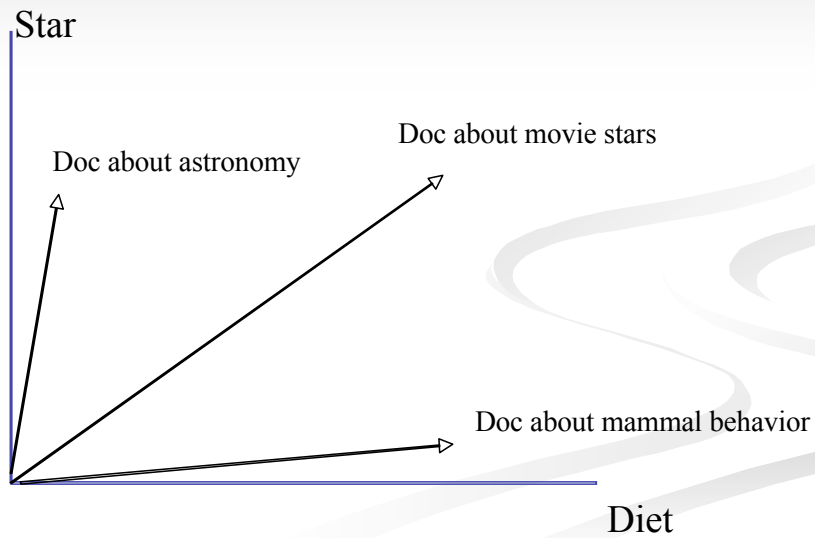 Star
Doc about movie stars
Doc about astronomy
Doc about mammal behavior
Diet